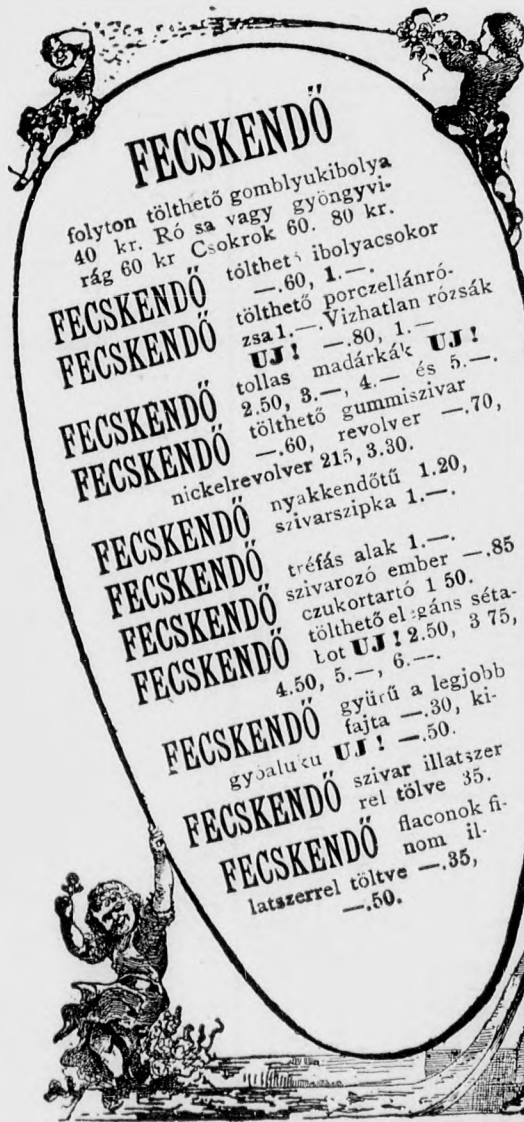 FECSKENDŐ
folyton tölthető gomblyukibolya
40 kr. Ró sa vagy gyöngyvi-
rág 60 kr Csokrok 60. 80 kr.
FECSKENDŐ tölthet ibolyacsokor
—.60, 1.—.
FECSKENDŐ tölthető porczellánró-
zsa 1.—. Vizhatlan rózsák
UJ! —.80, 1.—
FECSKENDŐ tollas madárkák UJ!
2.50, 3.—, 4.— és 5.—.
FECSKENDŐ tölthető gummiszivar
—.60, revolver —.70,
nickelrevolver 215, 3.30.
FECSKENDŐ nyakkendőtű 1.20,
szivarszipka 1.—.
FECSKENDŐ
tréfás alak 1.—.
FECSKENDŐ szivarozó ember —.85
czukortartó 1 50.
FECSKENDŐ tölthető el gáns séta-
bot UJ! 2.50, 3 75,
4.50, 5.—, 6.—.
FECSKENDŐ gyürü a legjobb
fajta —.30, ki-
UJ! —.50.
FECSKENDŐ szivar illatszer
rel tölve 35.
FECSKENDŐ flaconok fi-
nom il-
latszerrel töltve —.35,
—.50.